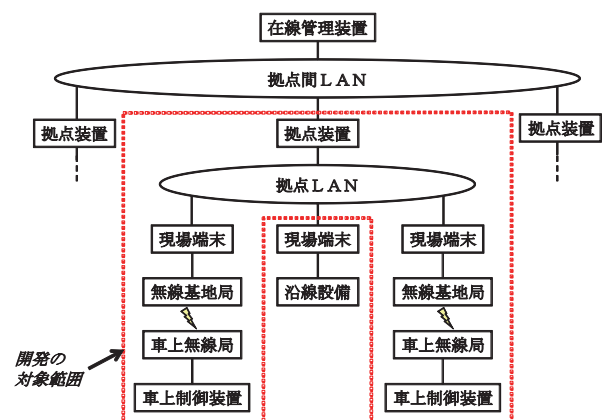 在線管理装置
拠点間ＬＡＮ
拠点装置
拠点装置
拠点装置
拠点ＬＡＮ
現場端末
現場端末
現場端末
無線基地局
沿線設備
無線基地局
車上無線局
車上無線局
開発の
対象範囲
車上制御装置
車上制御装置